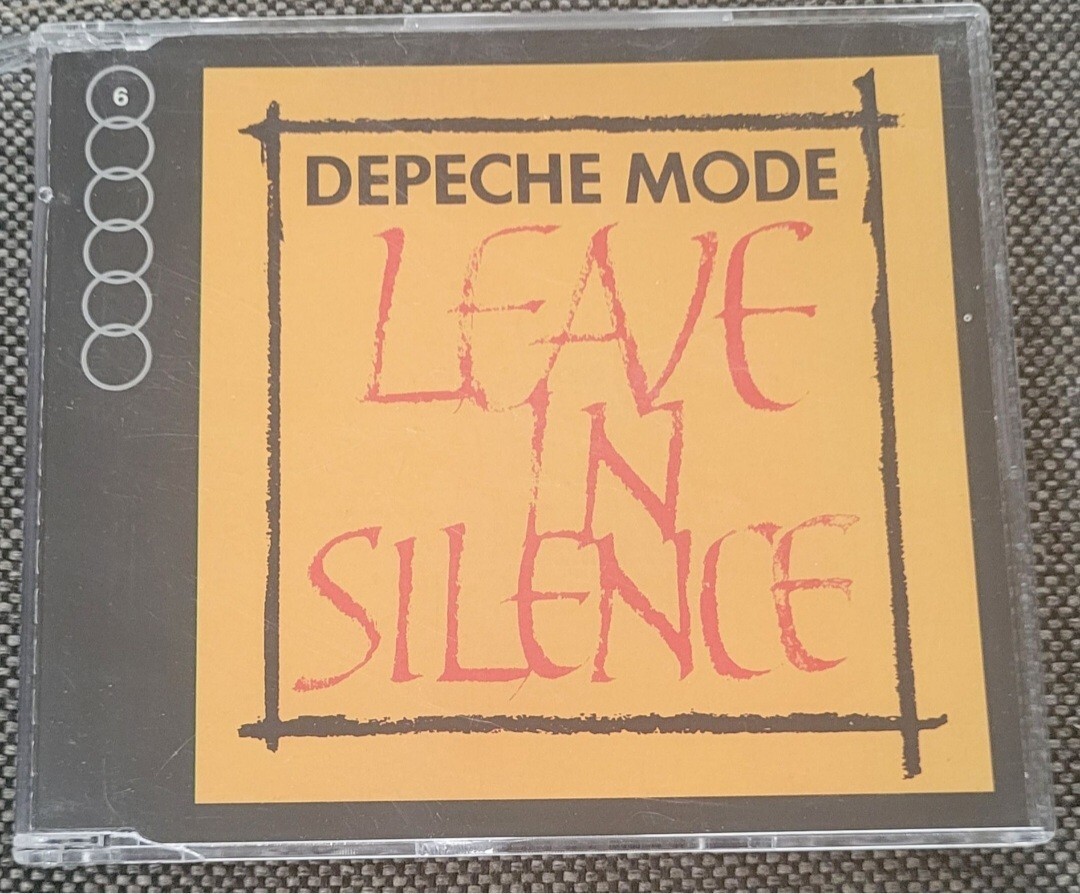 6
DEPECHE MODE
LEAVE
IN
SILENCE